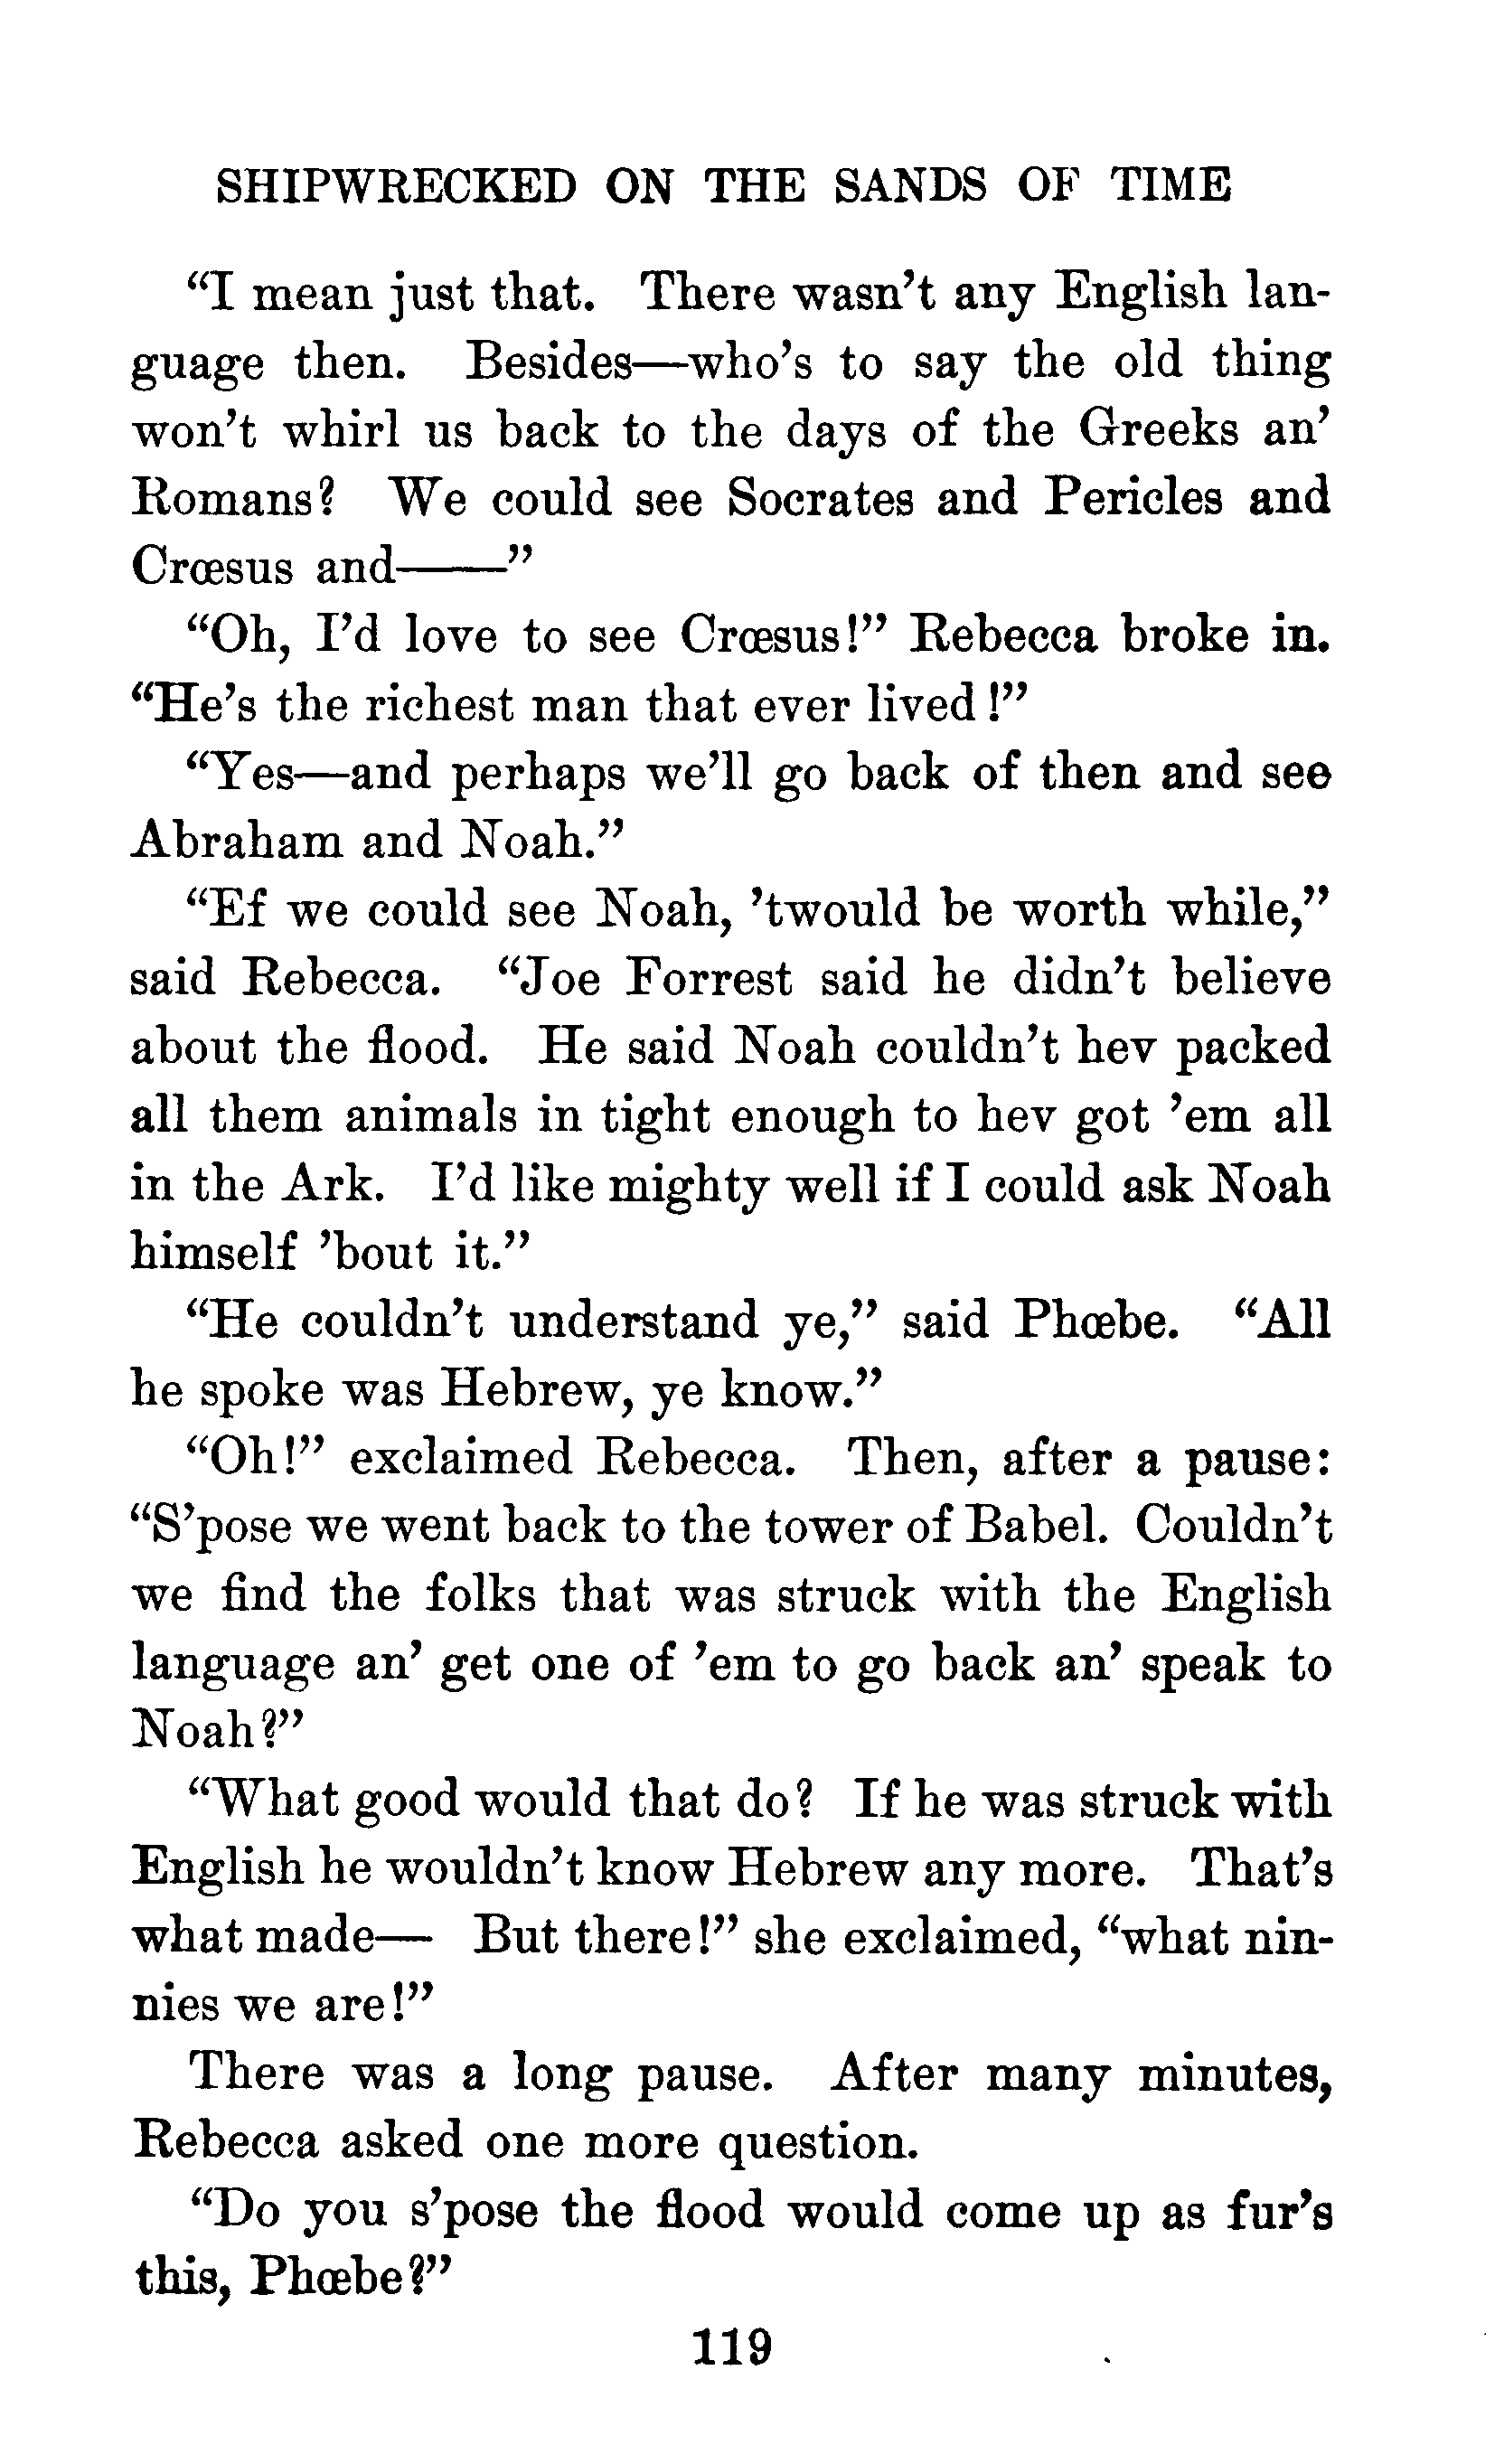 SHIPWRECKED ON THE SANDS OF TIME
“I mean just that. There wasn’t any English lan-
guage then. Besides—who’s to say the old thing
won’t whirl us back to the days of the Greeks an’
Romans? We could see Socrates and Pericles and
Crœsus and——”
“Oh, I’d love to see Crœsus!” Rebecca broke in.
“He’s the richest man that ever lived!”
“Yes—and perhaps we’ll go back of then and see
Abraham and Noah.”
“Ef we could see Noah, ’twould be worth while,”
said Rebecca. “Joe Forrest said he didn’t believe
about the flood. He said Noah couldn’t hev packed
all them animals in tight enough to hev got ’em all
in the Ark. I’d like mighty well if I could ask Noah
himself ’bout it.”
“He couldn’t understand ye,” said Phœbe. “All
he spoke was Hebrew, ye know.”
“Oh!” exclaimed Rebecca. Then, after a pause:
“S’pose we went back to the tower of Babel. Couldn’t
we find the folks that was struck with the English
language an’ get one of ’em to go back an’ speak to
Noah?”
“What good would that do? If he was struck with
English he wouldn’t know Hebrew any more. That’s
what made— But there!” she exclaimed, “what nin-
nies we are!”
There was a long pause. After many minutes,
Rebecca asked one more question.
“Do you s’pose the flood would come up as fur’s
this, Phœbe?”
119